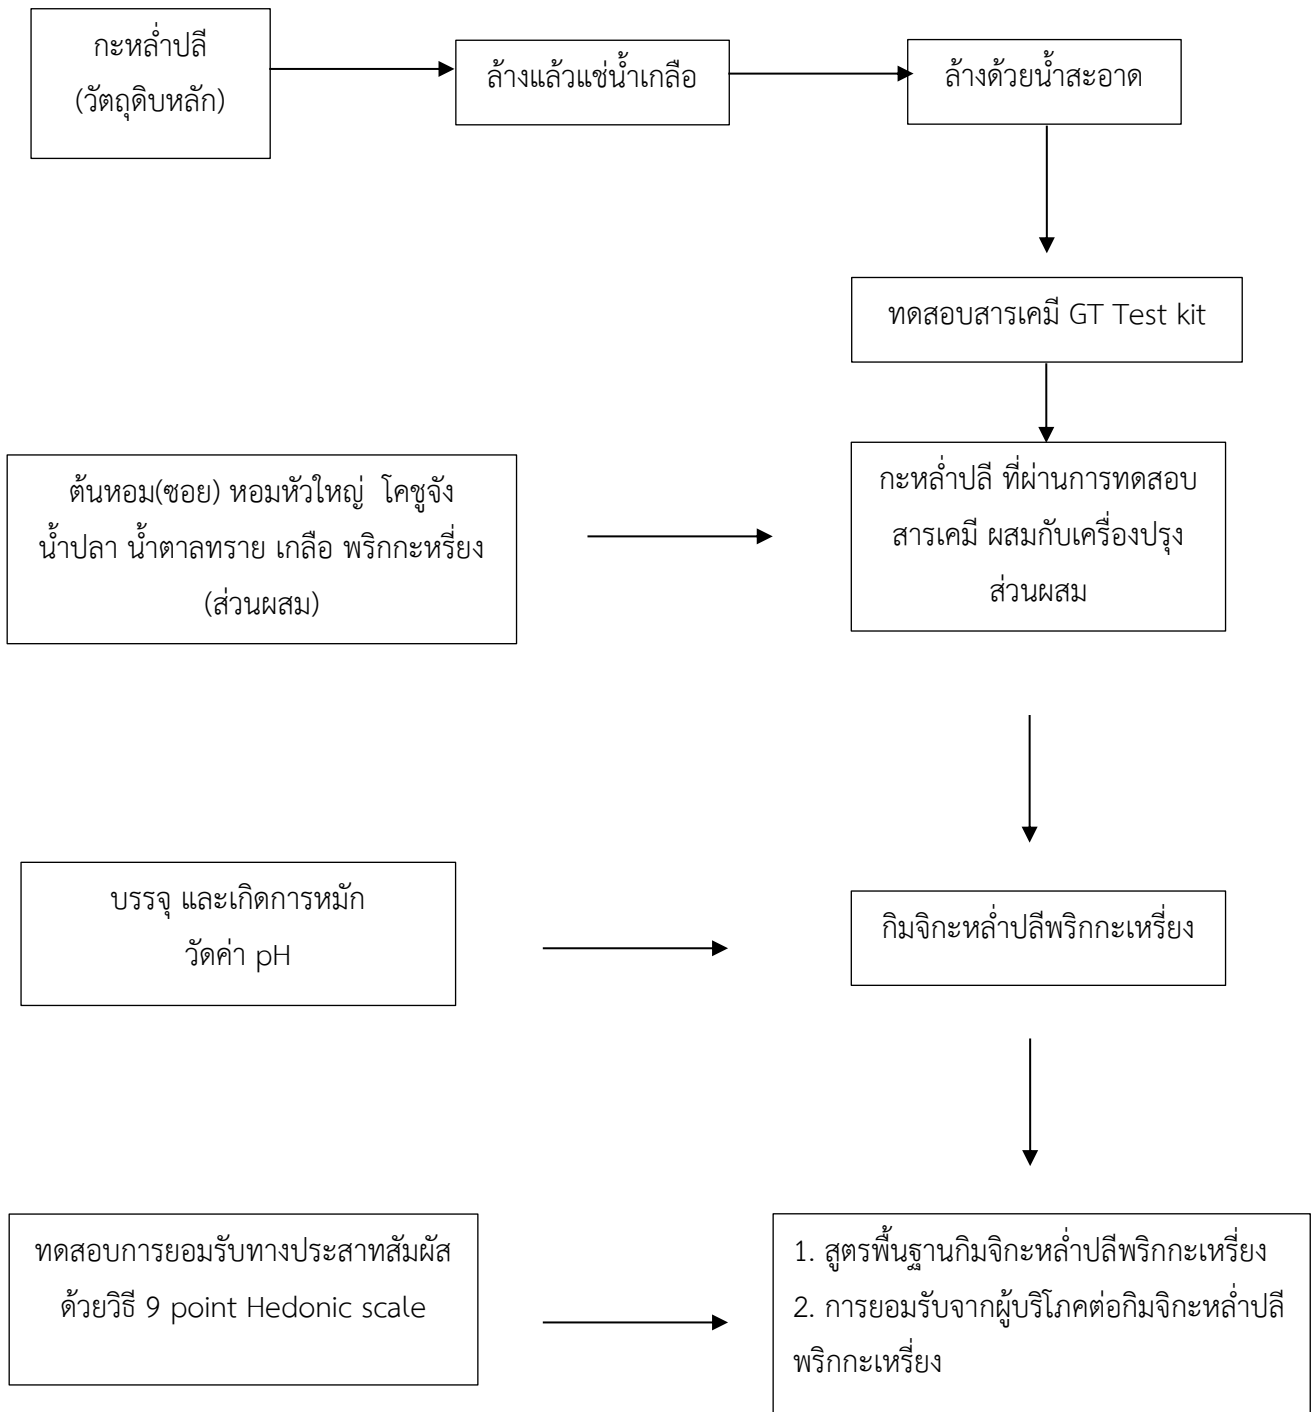 กะหล่ำปลี
(วัตถุดิบหลัก)
ล้างแล้วแช่น้ำเกลือ
ล้างด้วยน้ำสะอาด
ทดสอบสารเคมี GT Test kit
ต้นหอม(ซอย) หอมหัวใหญ่ โคชูจัง
น้ำปลา น้ำตาลทราย เกลือ พริกกะหรี่ยง
(ส่วนผสม)
กะหล่ำปลี ที่ผ่านการทดสอบ
สารเคมี ผสมกับเครื่องปรุง
ส่วนผสม
บรรจุ และเกิดการหมัก
วัดค่า pH
กิมจิกะหล่ำปลีพริกกะเหรี่ยง
ทดสอบการยอมรับทางประสาทสัมผัส
ด้วยวิธี 9 point Hedonic scale
1. สูตรพื้นฐานกิมจิกะหล่ำปลีพริกกะเหรี่ยง
2. การยอมรับจากผู้บริโภคต่อกิมจิกะหล่ำปลี
พริกกะเหรี่ยง